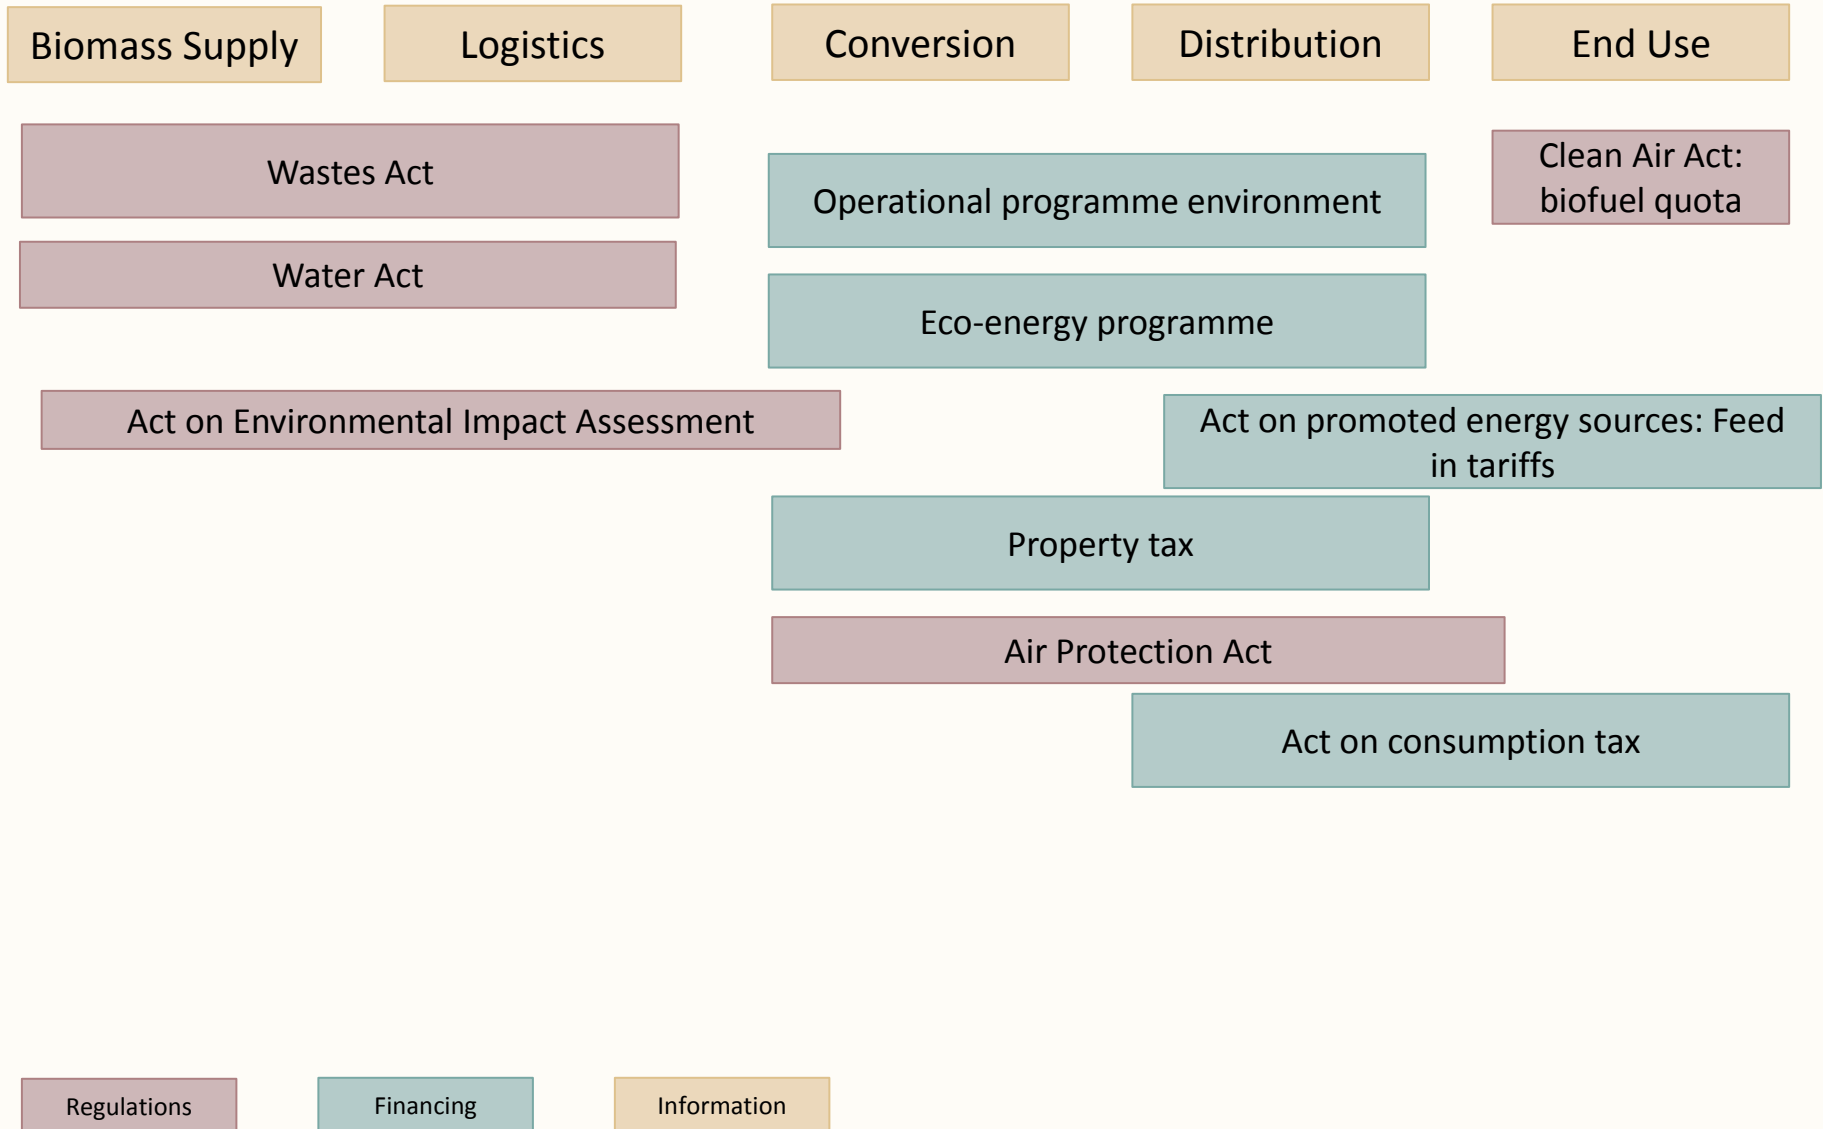 Biomass Supply
Logistics
Conversion
Distribution
End Use
Wastes Act
Clean Air Act:
biofuel quota
Operational programme environment
Water Act
Eco-energy programme
Act on Environmental Impact Assessment
Act on promoted energy sources: Feed
in tariffs
Property tax
Air Protection Act
Act on consumption tax
Regulations
Financing
Information